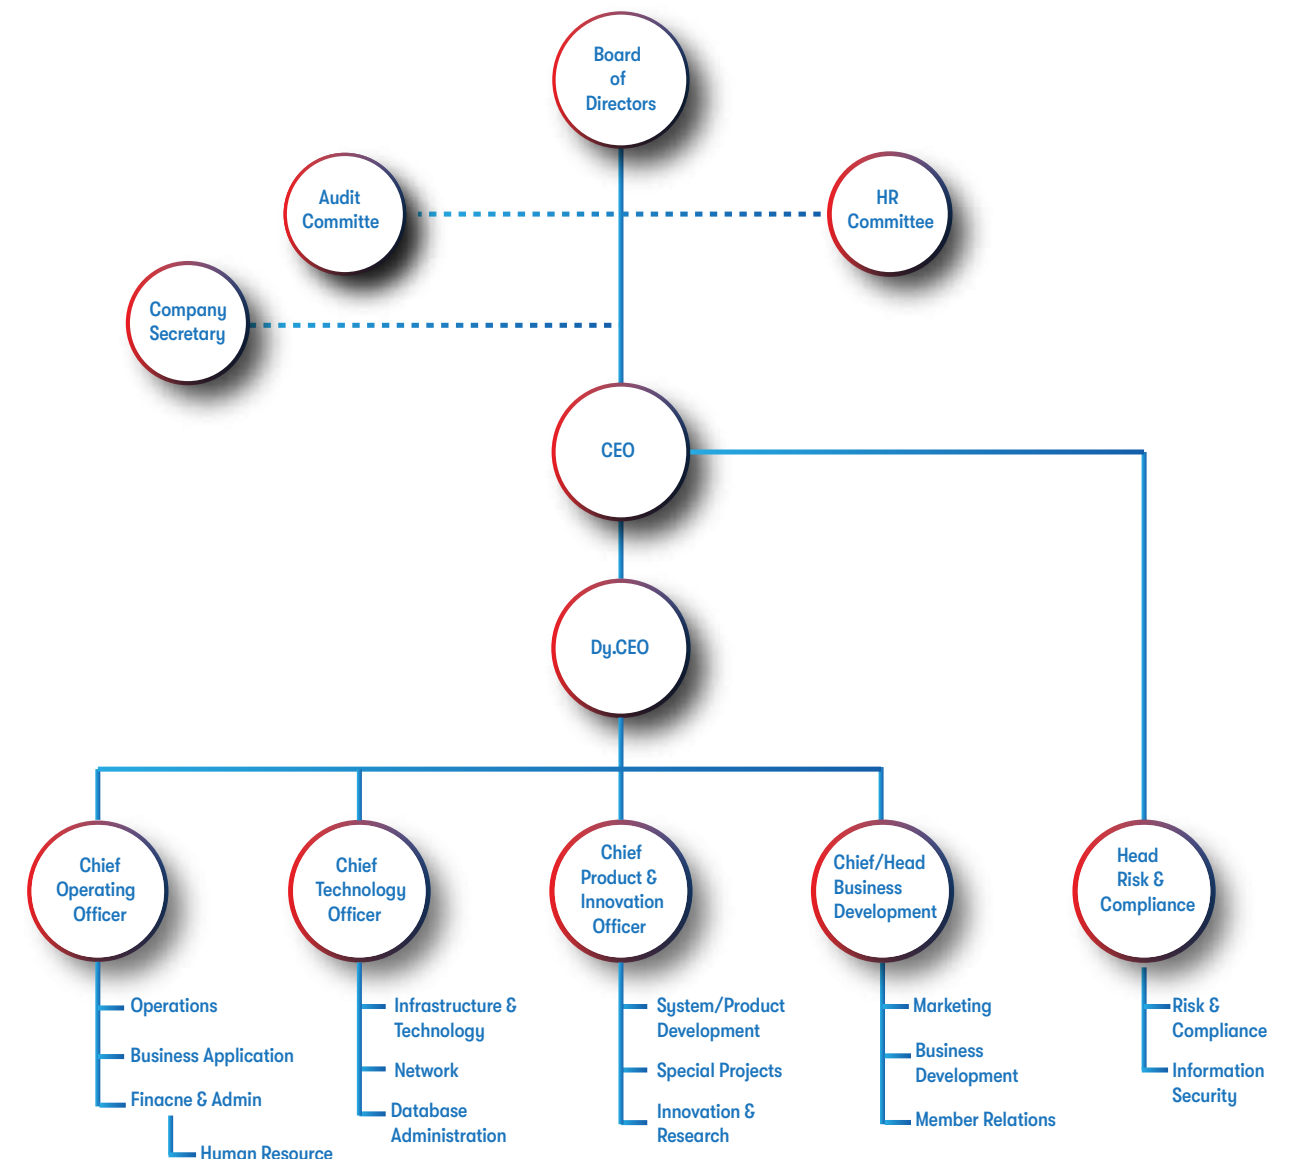 Board
of
Directors
Audit
Committe
HR
Committee
Company
Secretary
CEO
Dy.CEO
Chief
Operating
Officer
Chief
Technology
Officer
Chief
Product &
Innovation
Officer
Chief/Head
Business
Development
Head
Risk &
Compliance
Operations
Business Application
Finacne & Admin
Human Resource
Infrastructure &
Technology
Network
Database
Administration
System/Product
Development
Special Projects
Innovation &
Research
Marketing
Business
Development
Member Relations
Risk &
Compliance
Information
Security